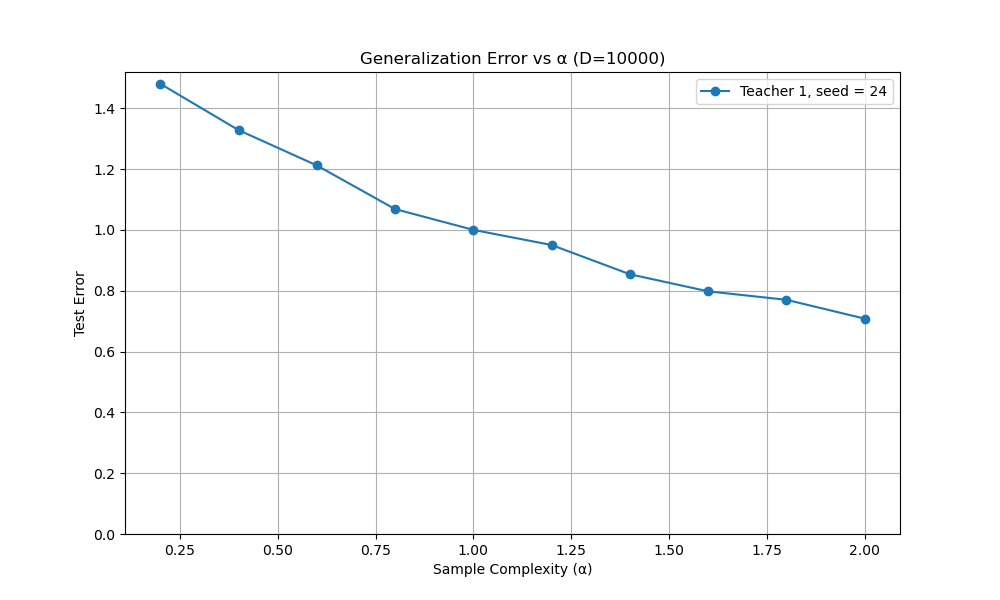 Generalization Error vs α (D=10000)
Teacher 1, seed = 24
Test Error
1.4
1.2
1.0
0.8
0.6
0.4
0.2
0.0
0.25 0.50 0.75 1.00 1.25 1.50 1.75 2.00
Sample Complexity (α)